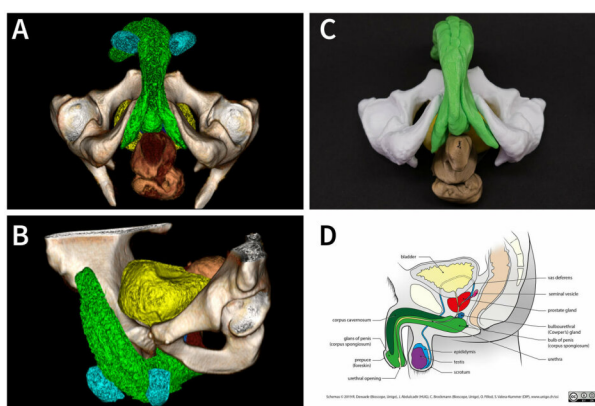 A
C
B
D
bladder
vas deferens
seminal vesicle
prostate gland
corpus cavernosum
bulbourethral
(Cowper's) gland
glans of penis
(corpus spongiosum)
bulb of penis
(corpus spongiosum)
urethra
prepuce
(foreskin)
epididymis
testis
scrotum
urethral opening